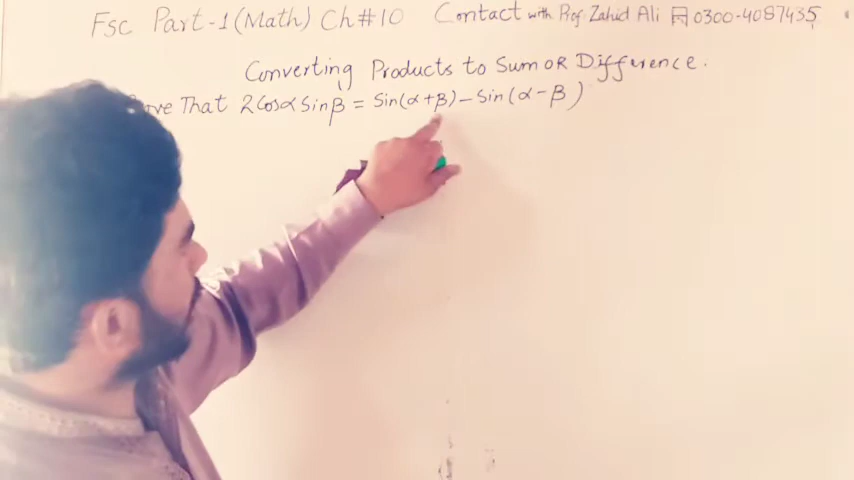 Fsc Part-1 (Math) Ch#10 Contact with Prof. Zahid Ali 0300-4087435
Converting Products to Sum OR Difference.
That 2Cosα Sinβ = Sin(α+β) - Sin(α-β)